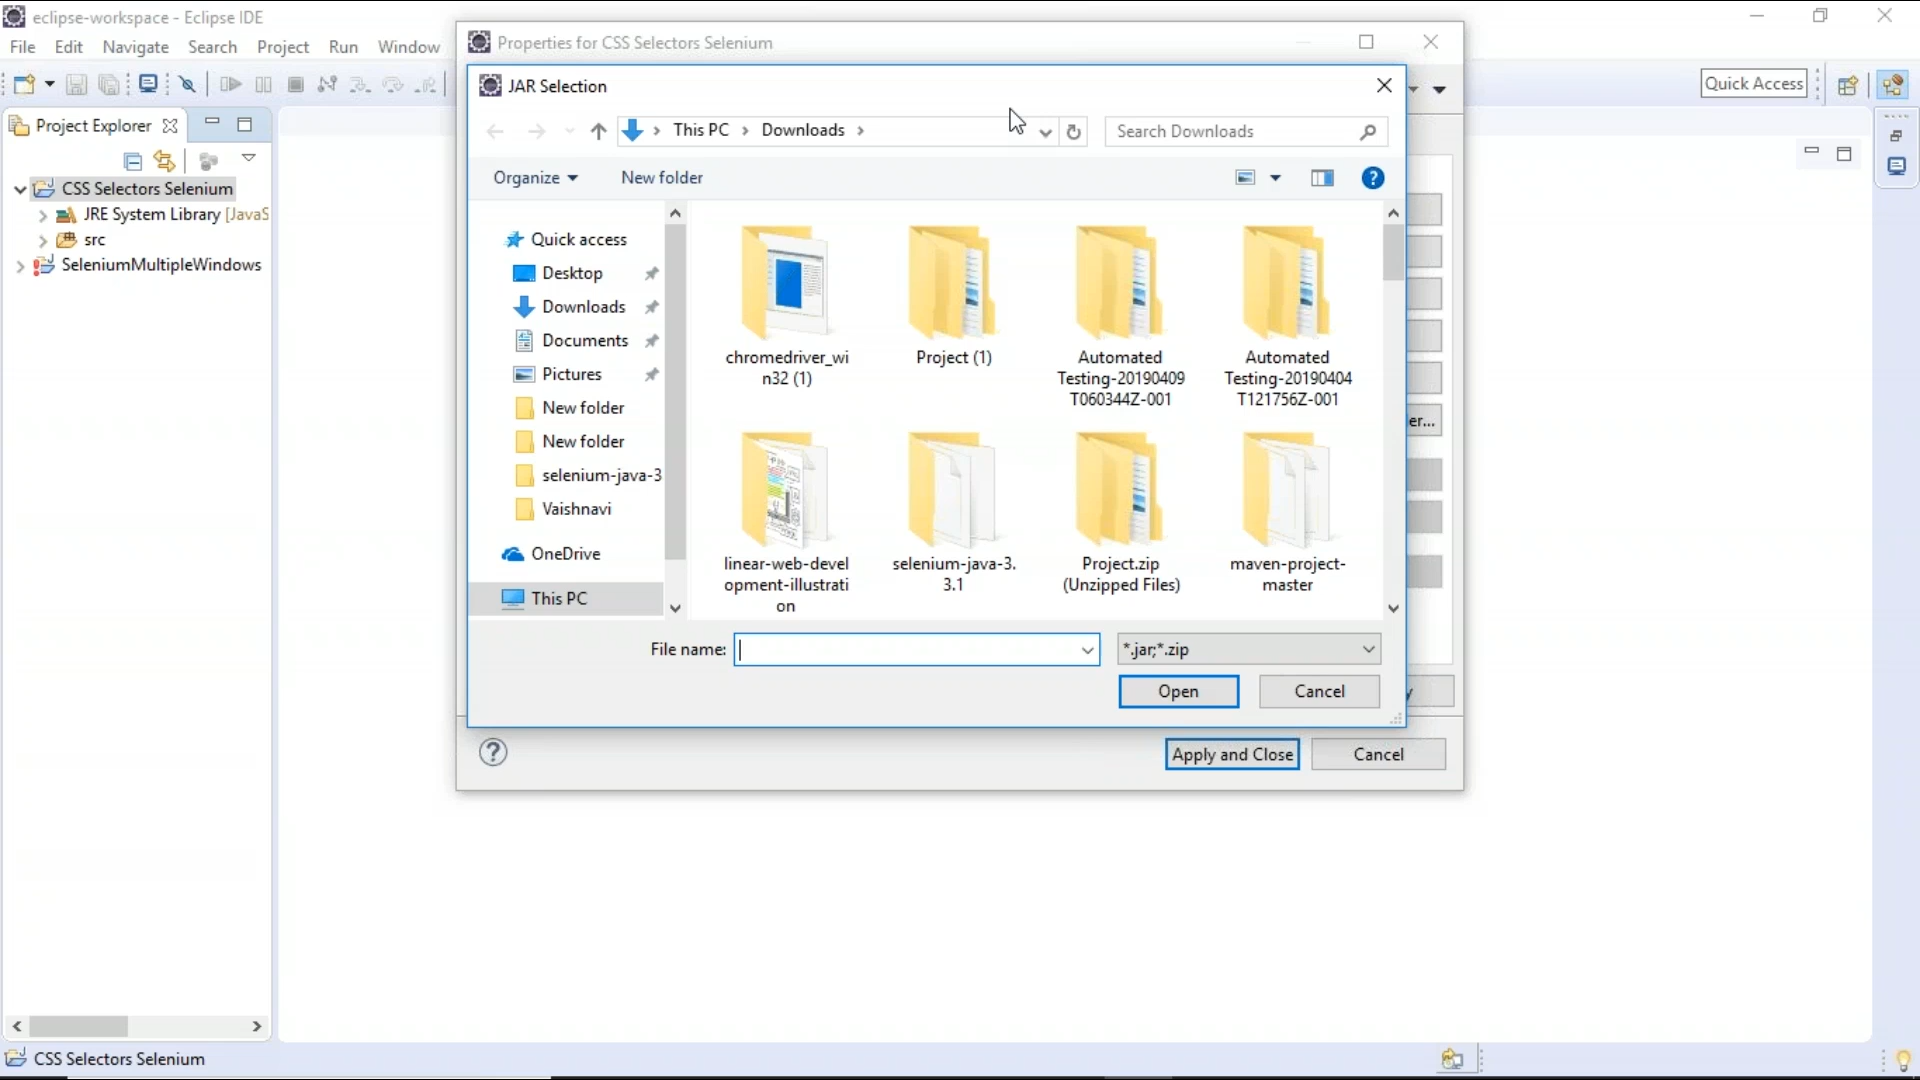 eclipse-workspace - Eclipse IDE
File Edit Navigate Search Project Run Window
Quick Access
Project Explorer
CSS Selectors Selenium
JRE System Library [JavaS
src
SeleniumMultipleWindows
Properties for CSS Selectors Selenium
JAR Selection
This PC Downloads
Search Downloads
Organize New folder
Quick access
Desktop
Downloads
Documents
Pictures
New folder
New folder
selenium-java-3
Vaishnavi
OneDrive
This PC
chromedriver_wi
n32 (1)
Project (1)
Automated
Testing-20190409
T060344Z-001
Automated
Testing-20190404
T121756Z-001
linear-web-devel
opment-illustrati
on
selenium-java-3.
3.1
Project.zip
(Unzipped Files)
maven-project-
master
er...
File name:
*.jar;*.zip
Open Cancel
y
Apply and Close Cancel
CSS Selectors Selenium